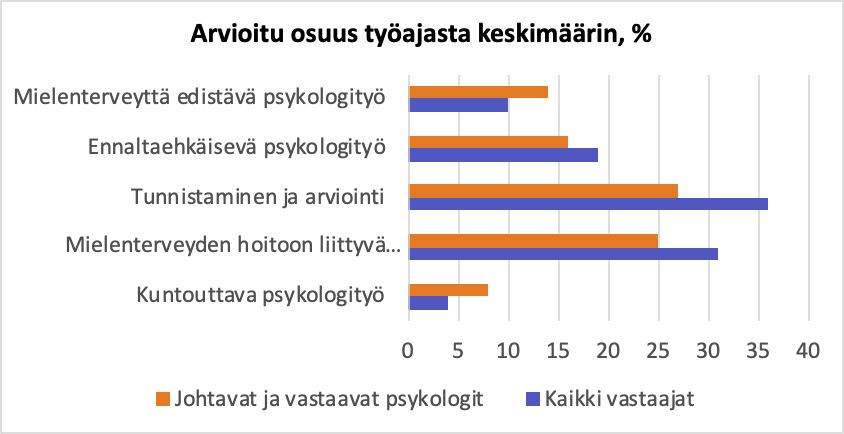 Arvioitu osuus työajasta keskimäärin, %
Mielenterveyttä edistävä psykologityö
Ennaltaehkäisevä psykologityö
Tunnistaminen ja arviointi
Mielenterveyden hoitoon liittyvä...
Kuntouttava psykologityö
0 5 10 15 20 25 30 35 40
Johtavat ja vastaavat psykologit Kaikki vastaajat